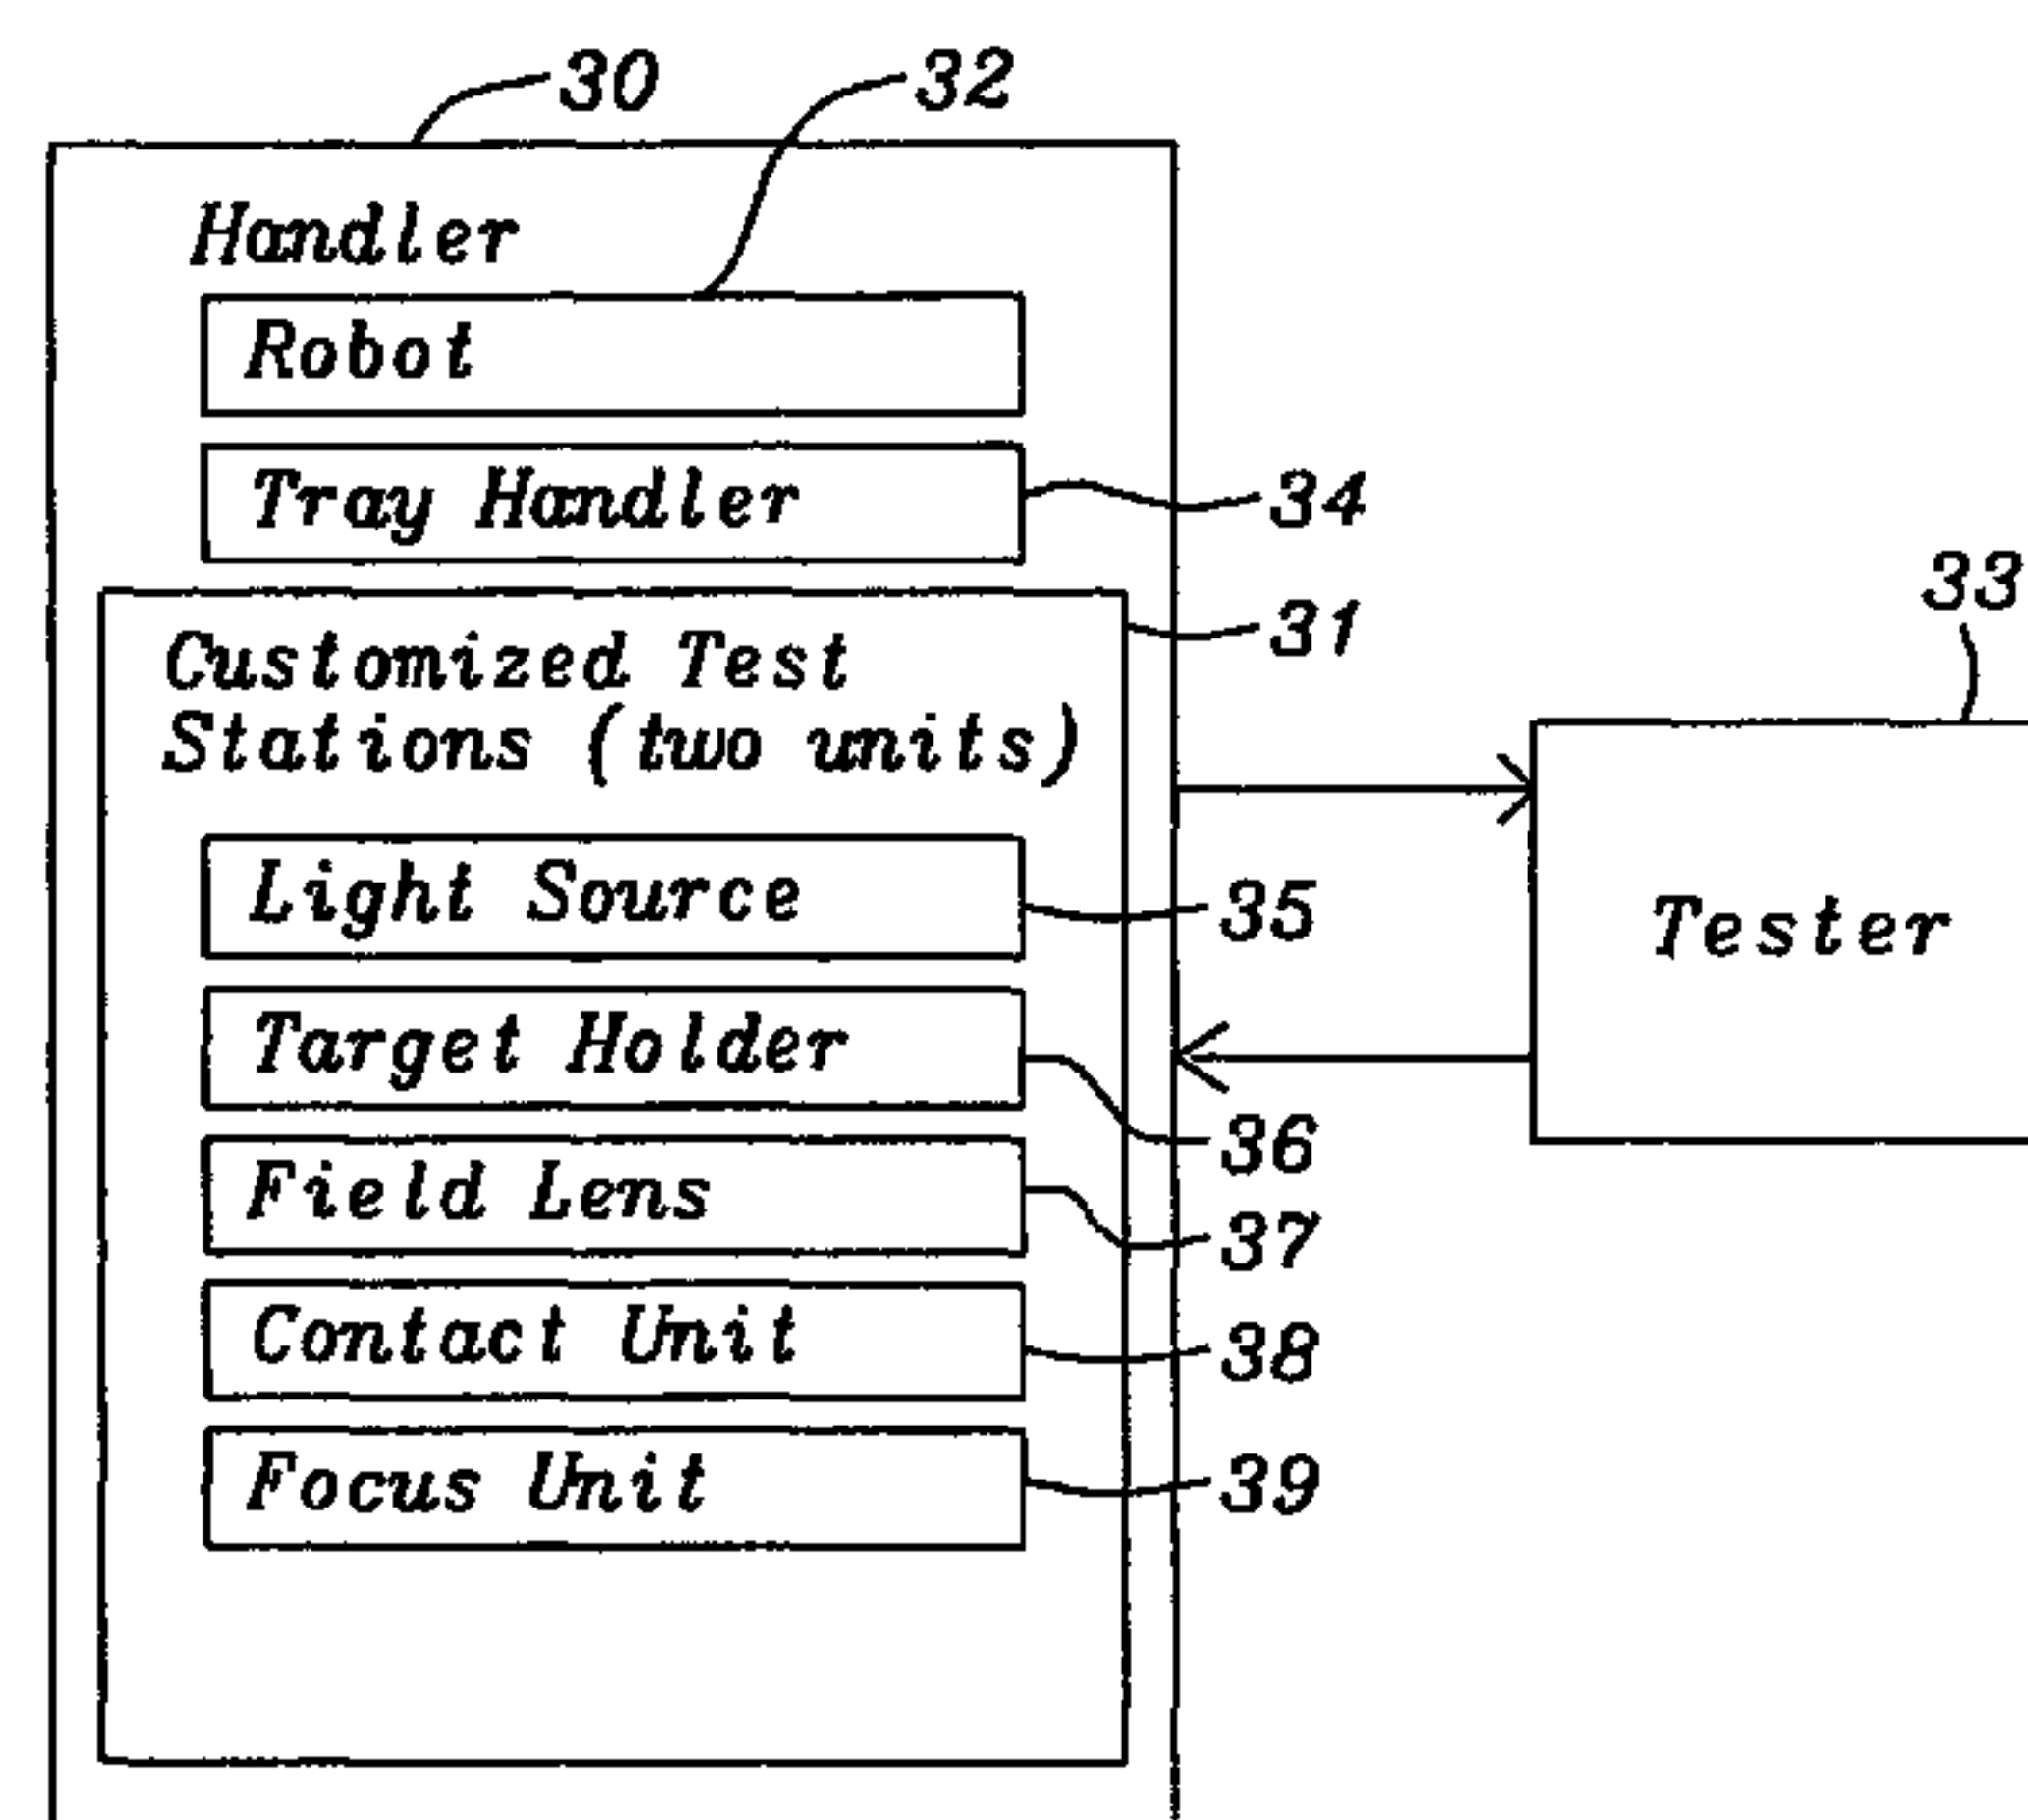 30
32
Handler
Robot
Tray Handler
34
33
31
Customized Test
Stations (two units)
Light Source
35
Tester
Target Holder
36
Field Lens
37
Contact Unit
38
Focus Unit
39